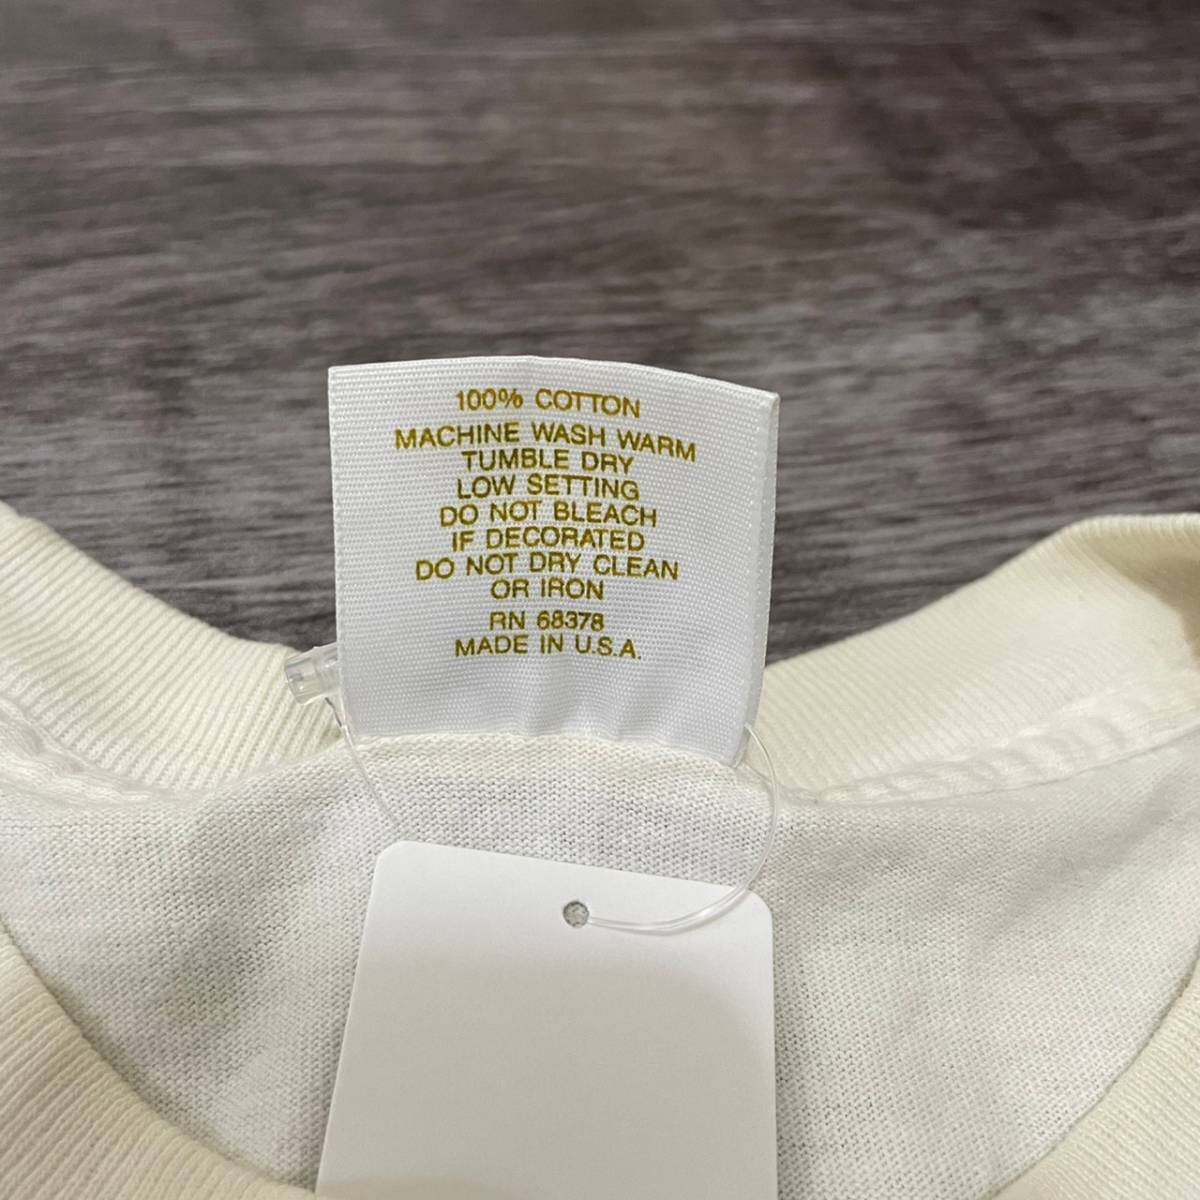 100% COTTON
MACHINE WASH WARM
TUMBLE DRY
LOW SETTING
DO NOT BLEACH
IF DECORATED
DO NOT DRY CLEAN
OR IRON
RN 68378
MADE IN U.S.A.